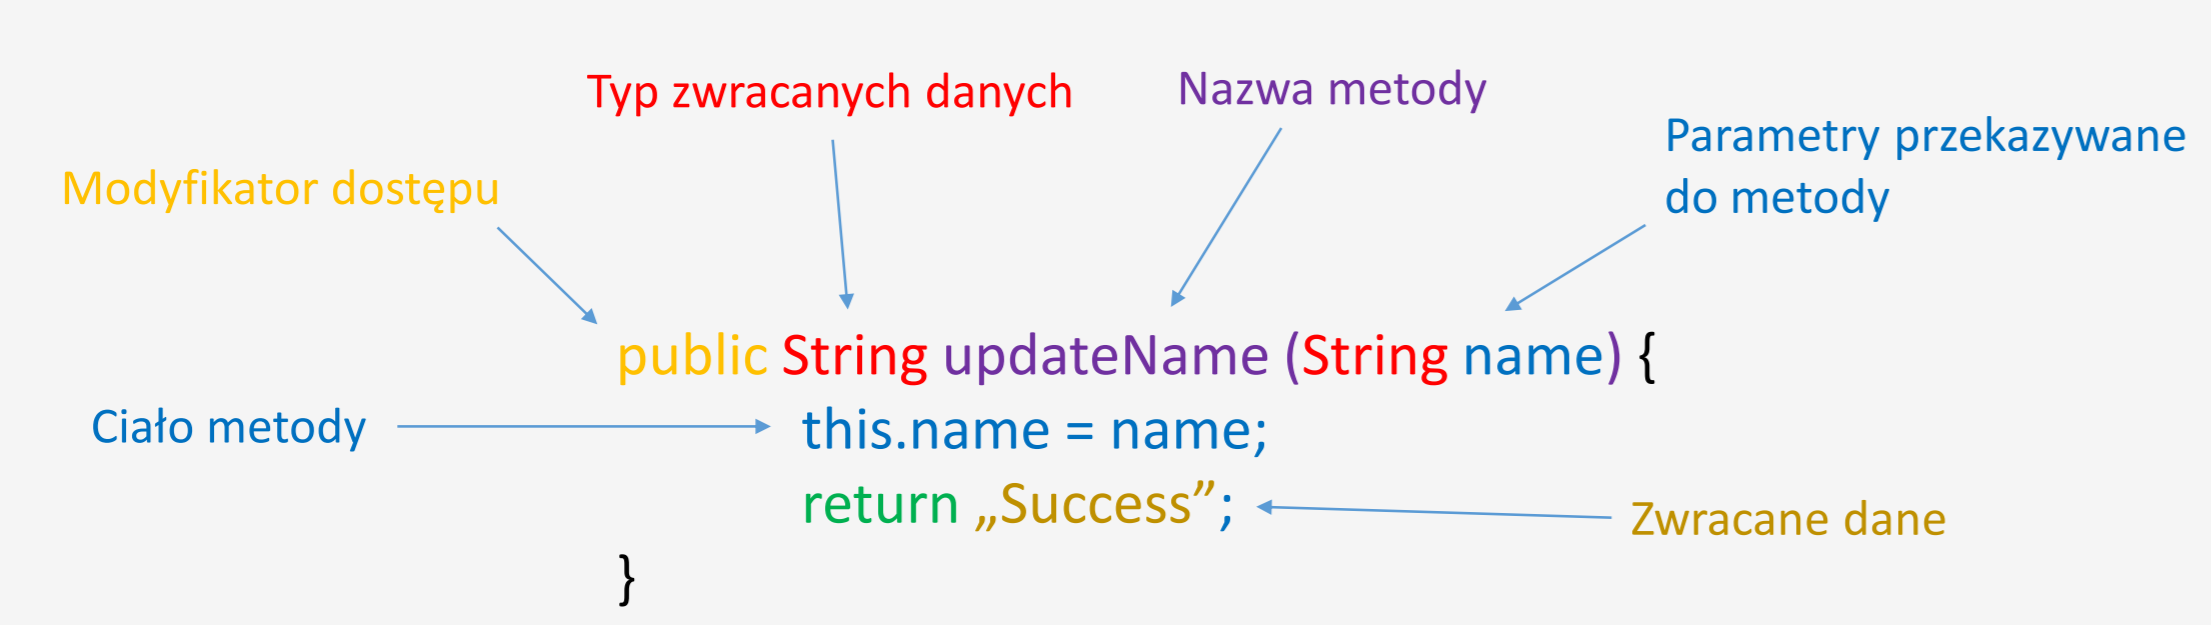 Typ zwracanych danych
Nazwa metody
Parametry przekazywane
do metody
Modyfikator dostępu
public String updateName (String name) {
Ciało metody
this.name = name;
return „Success”;
Zwracane dane
}